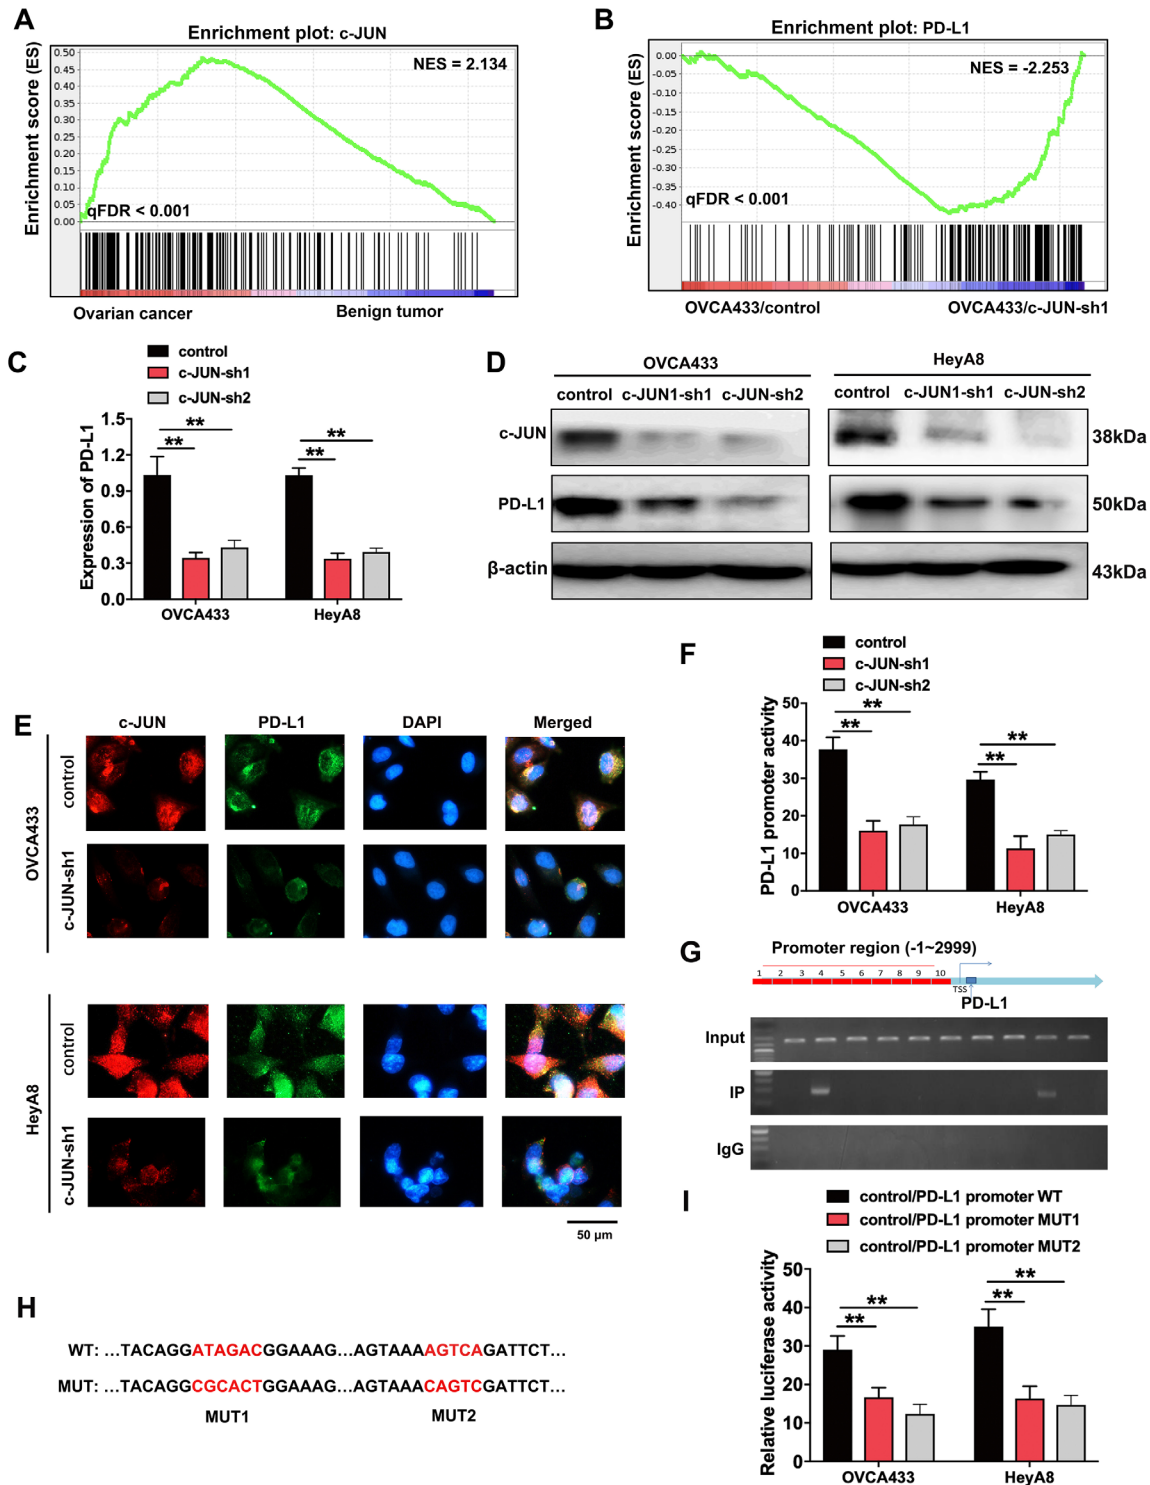 A
Enrichment plot: c-JUN
Enrichment score (ES)
0.50
0.45
0.40
0.35
0.30
0.25
0.20
0.15
0.10
0.05
0.00
NES = 2.134
qFDR < 0.001
Ovarian cancer
Benign tumor
B
Enrichment plot: PD-L1
Enrichment score (ES)
0.00
-0.05
-0.10
-0.15
-0.20
-0.25
-0.30
-0.35
-0.40
NES = -2.253
qFDR < 0.001
OVCA433/control
OVCA433/c-JUN-sh1
C
control
c-JUN-sh1
c-JUN-sh2
Expression of PD-L1
1.5
1.2
0.9
0.6
0.3
0.0
**
**
**
**
OVCA433
HeyA8
D
OVCA433
HeyA8
control c-JUN1-sh1 c-JUN-sh2
control c-JUN1-sh1 c-JUN-sh2
c-JUN
38kDa
PD-L1
50kDa
β-actin
43kDa
E
c-JUN
PD-L1
DAPI
Merged
OVCA433
control
c-JUN-sh1
HeyA8
control
c-JUN-sh1
50 μm
F
control
c-JUN-sh1
c-JUN-sh2
PD-L1 promoter activity
50
40
30
20
10
0
**
**
**
**
OVCA433
HeyA8
G
Promoter region (-1~2999)
1 2 3 4 5 6 7 8 9 10
TSS
PD-L1
Input
IP
IgG
H
WT: ...TACAGGATAGACGGAAAG...AGTAAAAGTCAGATTCT...
MUT: ...TACAGGCGCACTGGAAAG...AGTAAACAGTCGATTCT...
MUT1
MUT2
I
control/PD-L1 promoter WT
control/PD-L1 promoter MUT1
control/PD-L1 promoter MUT2
Relative luciferase activity
50
40
30
20
10
0
**
**
**
**
OVCA433
HeyA8